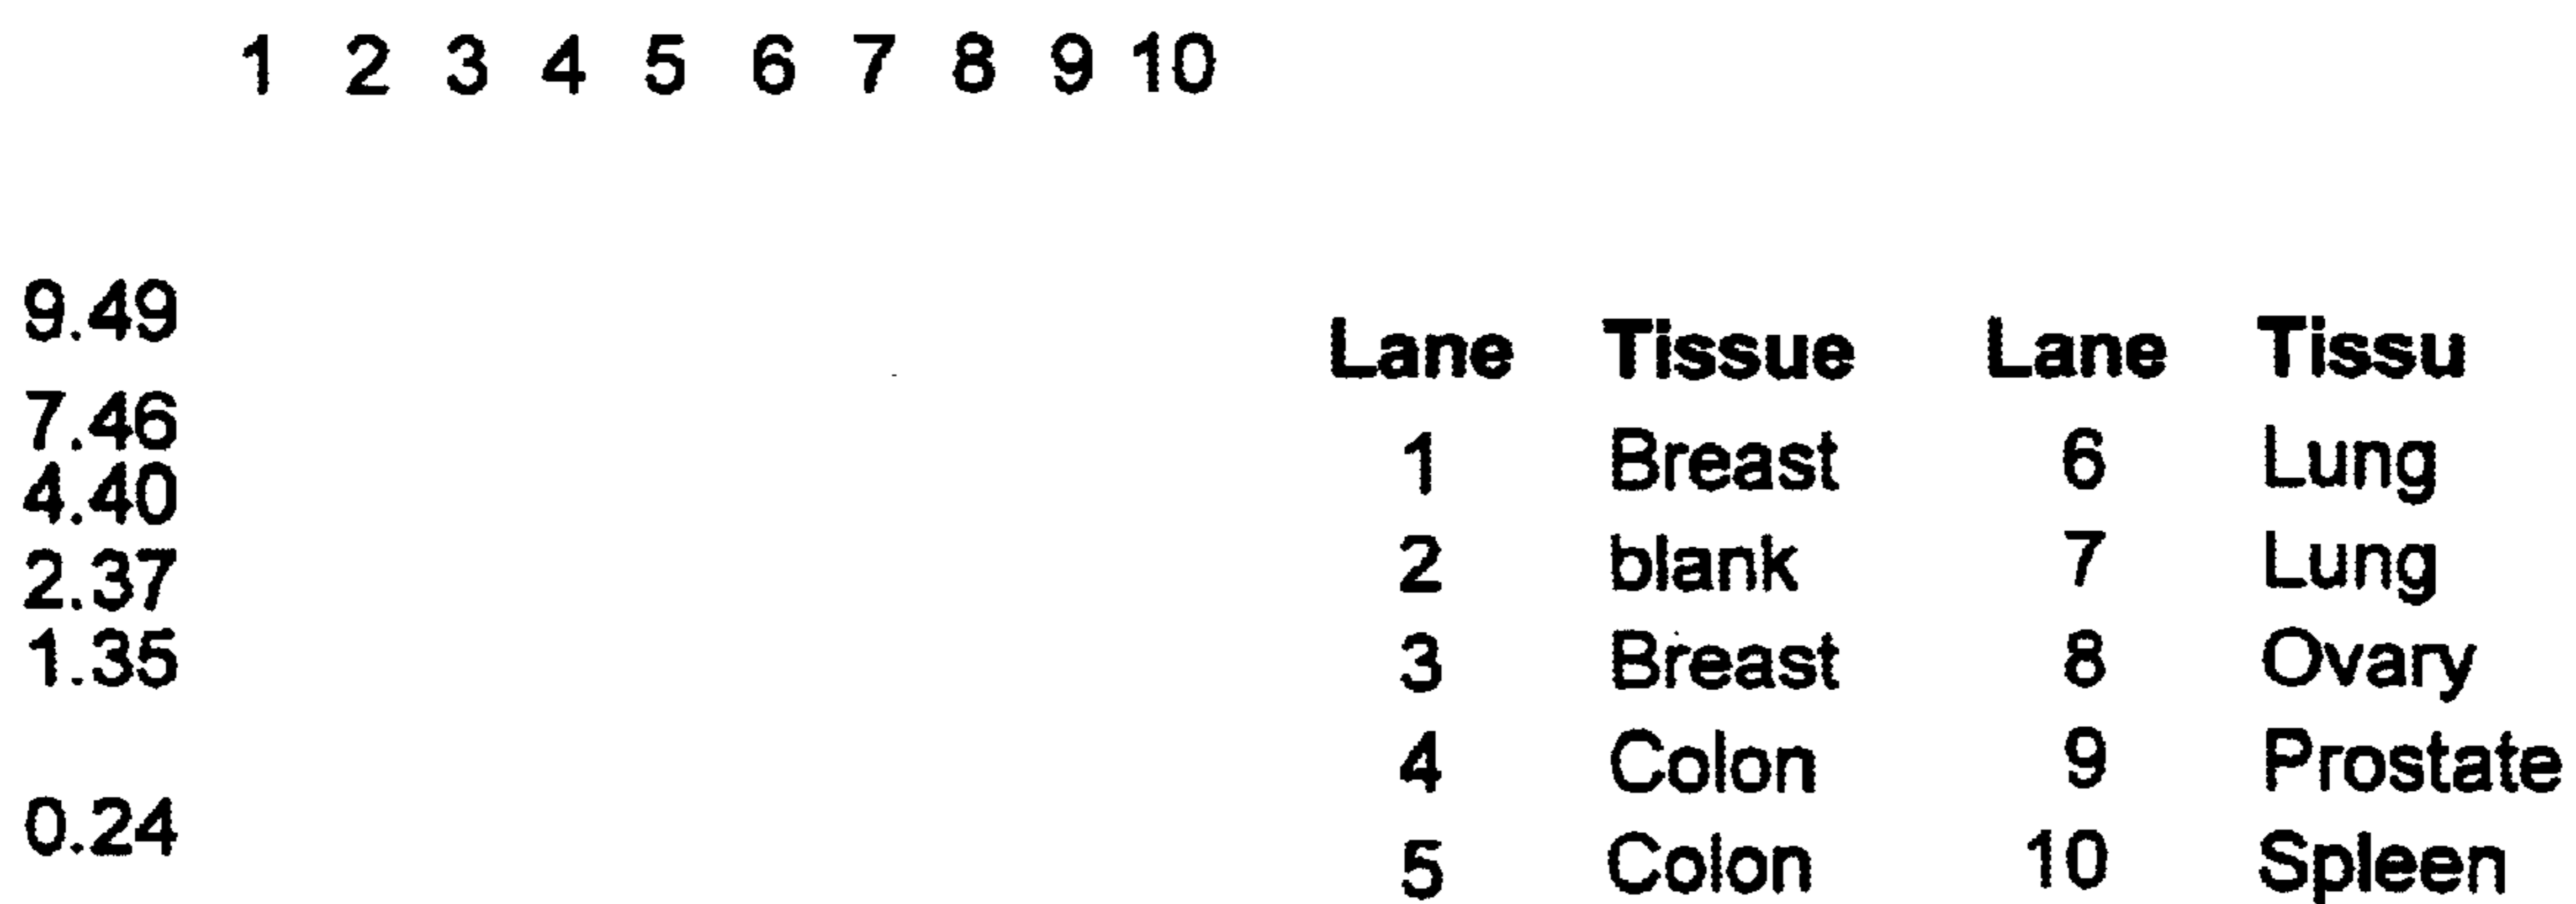 1 2 3 4 5 6 7 8 9 10
9.49
7.46
4.40
2.37
1.35
0.24
Lane Tissue Lane Tissu
1 Breast 6 Lung
2 blank 7 Lung
3 Breast 8 Ovary
4 Colon 9 Prostate
5 Colon 10 Spleen